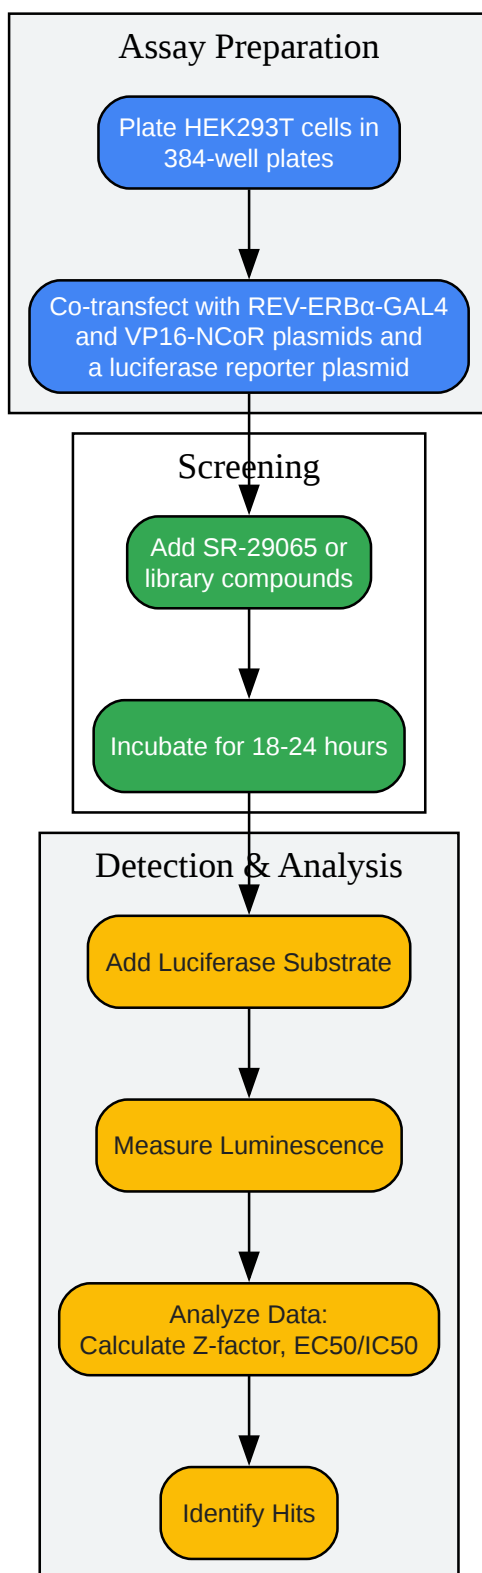 Assay Preparation
Plate HEK293T cells in
384-well plates
Co-transfect with REV-ERBα-GAL4
and VP16-NCoR plasmids and
a luciferase reporter plasmid
Screening
Add SR-29065 or
library compounds
Incubate for 18-24 hours
Detection & Analysis
Add Luciferase Substrate
Measure Luminescence
Analyze Data:
Calculate Z-factor, EC50/IC50
Identify Hits